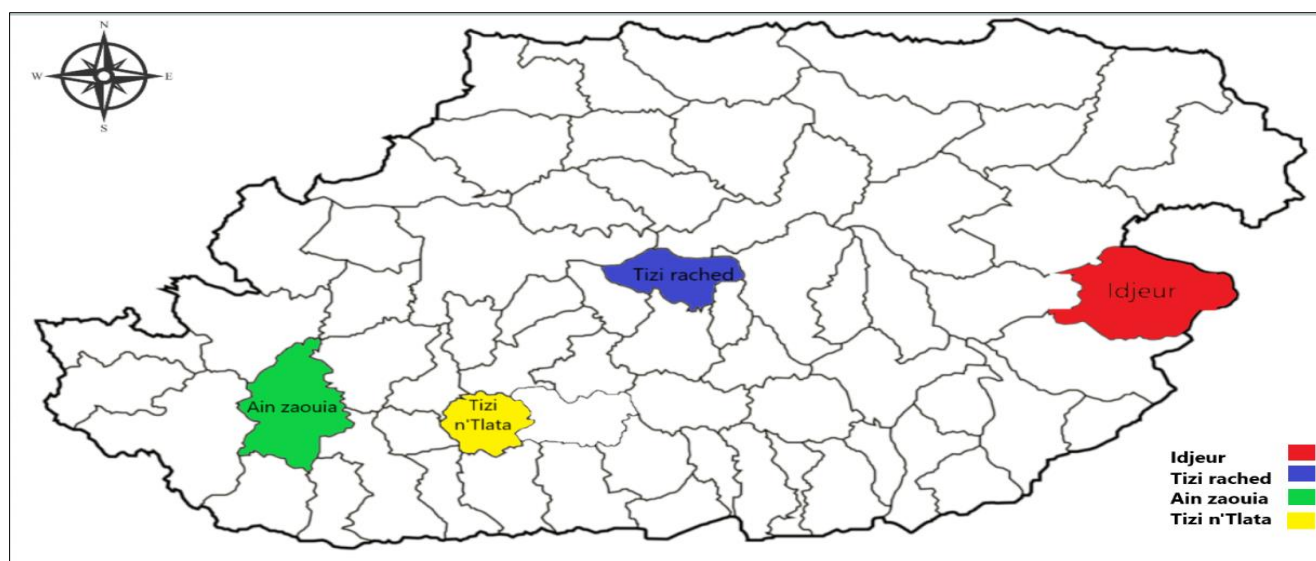 N
W E
S
Tizi rached
Idjeur
Ain zaouia
Tizi
n'Tlata
Idjeur
Tizi rached
Ain zaouia
Tizi n'Tlata